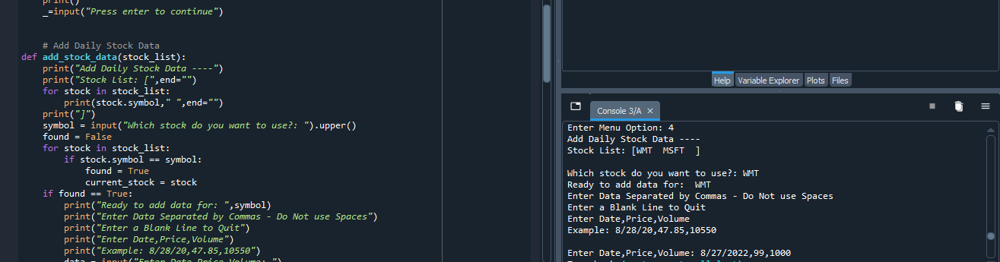 print()
_=input("Press enter to continue")
# Add Daily Stock Data
def add_stock_data(stock_list):
print("Add Daily Stock Data ----")
print("Stock List: [",end="")
for stock in stock_list:
print(stock.symbol," ",end="")
print("]")
symbol = input("Which stock do you want to use?: ").upper()
found = False
for stock in stock_list:
if stock.symbol == symbol:
found = True
current_stock = stock
if found == True:
print("Ready to add data for: ",symbol)
print("Enter Data Separated by Commas - Do Not use Spaces")
print("Enter a Blank Line to Quit")
print("Enter Date,Price,Volume")
print("Example: 8/28/20,47.85,10550")
data = input("Enter Date,Price,Volume: ")
Help Variable Explorer Plots Files
Console 3/A
Enter Menu Option: 4
Add Daily Stock Data ----
Stock List: [WMT  MSFT  ]
Which stock do you want to use?: WMT
Ready to add data for:  WMT
Enter Data Separated by Commas - Do Not use Spaces
Enter a Blank Line to Quit
Enter Date,Price,Volume
Example: 8/28/20,47.85,10550
Enter Date,Price,Volume: 8/27/2022,99,1000